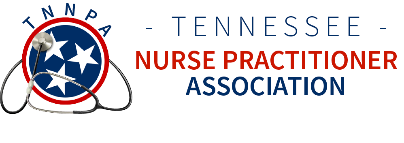 TNNPA
- TENNESSEE -
NURSE PRACTITIONER
ASSOCIATION